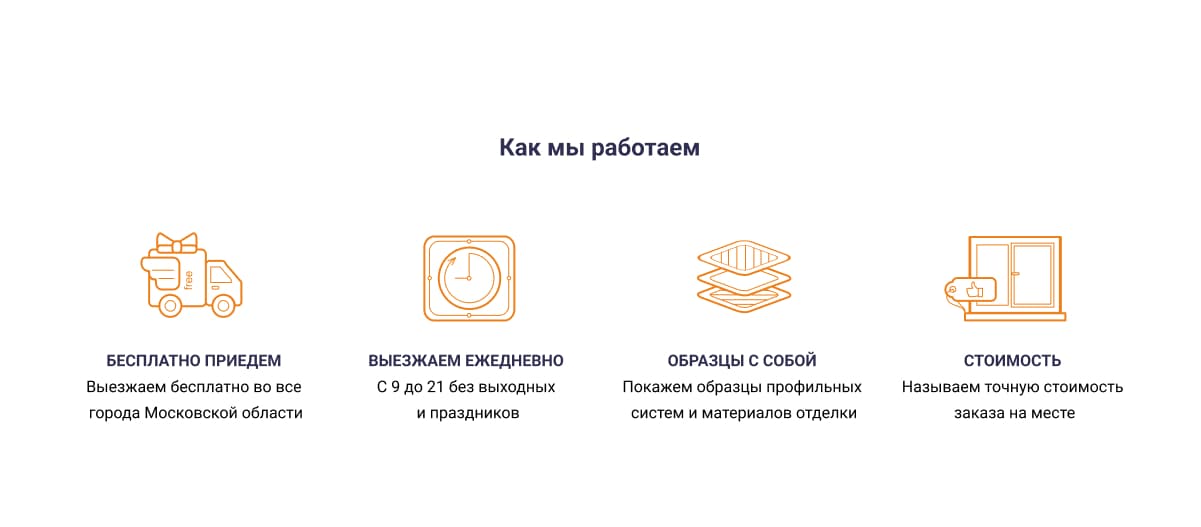 Как мы работаем
free
БЕСПЛАТНО ПРИЕДЕМ
Выезжаем бесплатно во все
города Московской области
ВЫЕЗЖАЕМ ЕЖЕДНЕВНО
С 9 до 21 без выходных
и праздников
ОБРАЗЦЫ С СОБОЙ
Покажем образцы профильных
систем и материалов отделки
СТОИМОСТЬ
Называем точную стоимость
заказа на месте